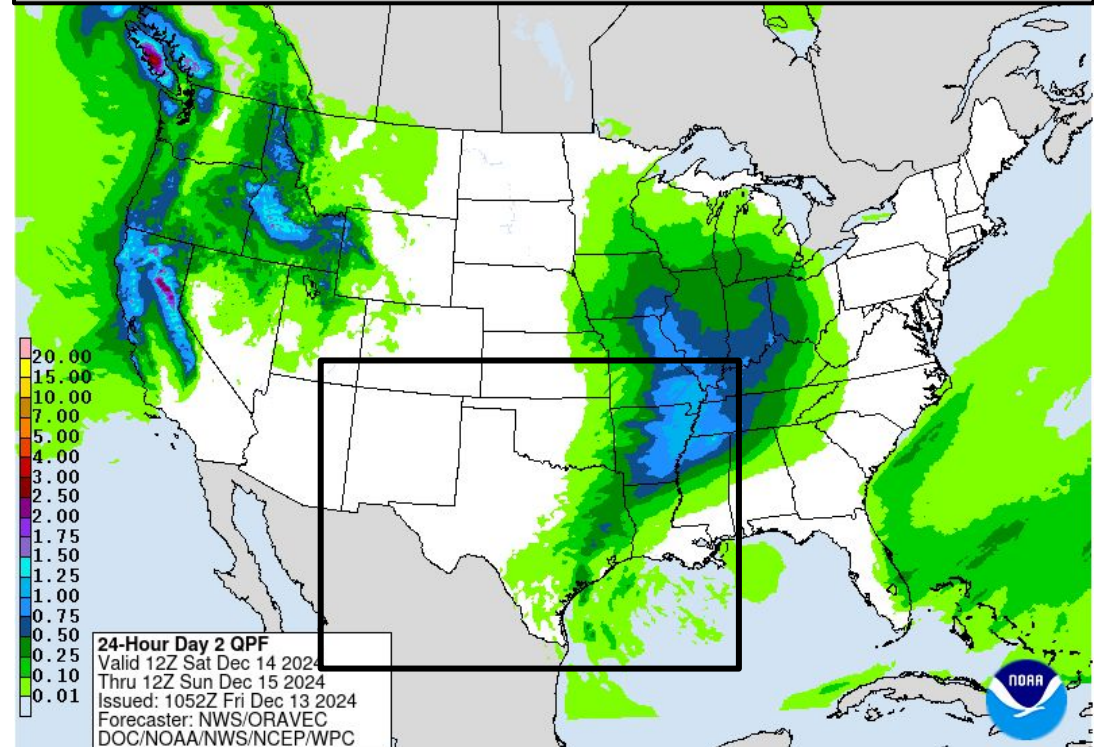 20.00
15.00
10.00
7.00
5.00
4.00
3.00
2.50
2.00
1.75
1.50
1.25
1.00
0.75
0.50
0.25
0.10
0.01
24-Hour Day 2 QPF
Valid 12Z Sat Dec 14 2024
Thru 12Z Sun Dec 15 2024
Issued: 1052Z Fri Dec 13 2024
Forecaster: NWS/ORAVEC
DOC/NOAA/NWS/NCEP/WPC
NOAA